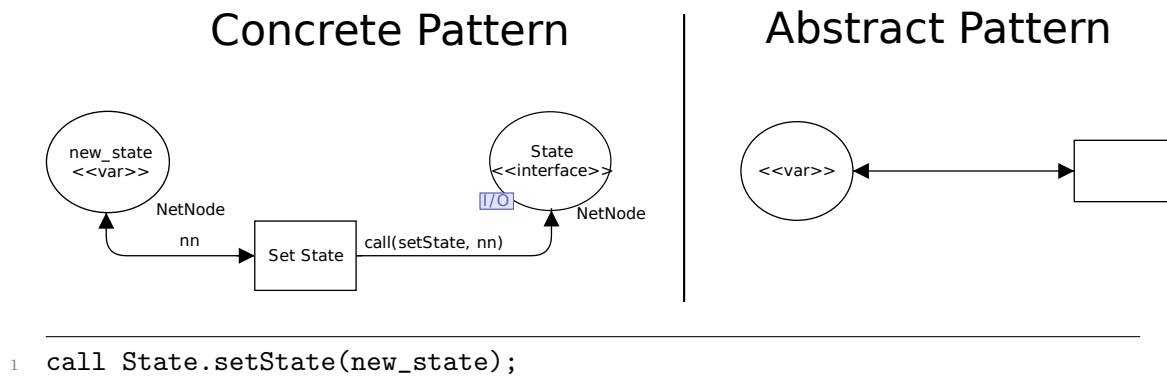 Concrete Pattern
Abstract Pattern
new_state
<<var>>
State
<<interface>>
<<var>>
I/O
NetNode
NetNode
nn
call(setState, nn)
Set State
1 call State.setState(new_state);